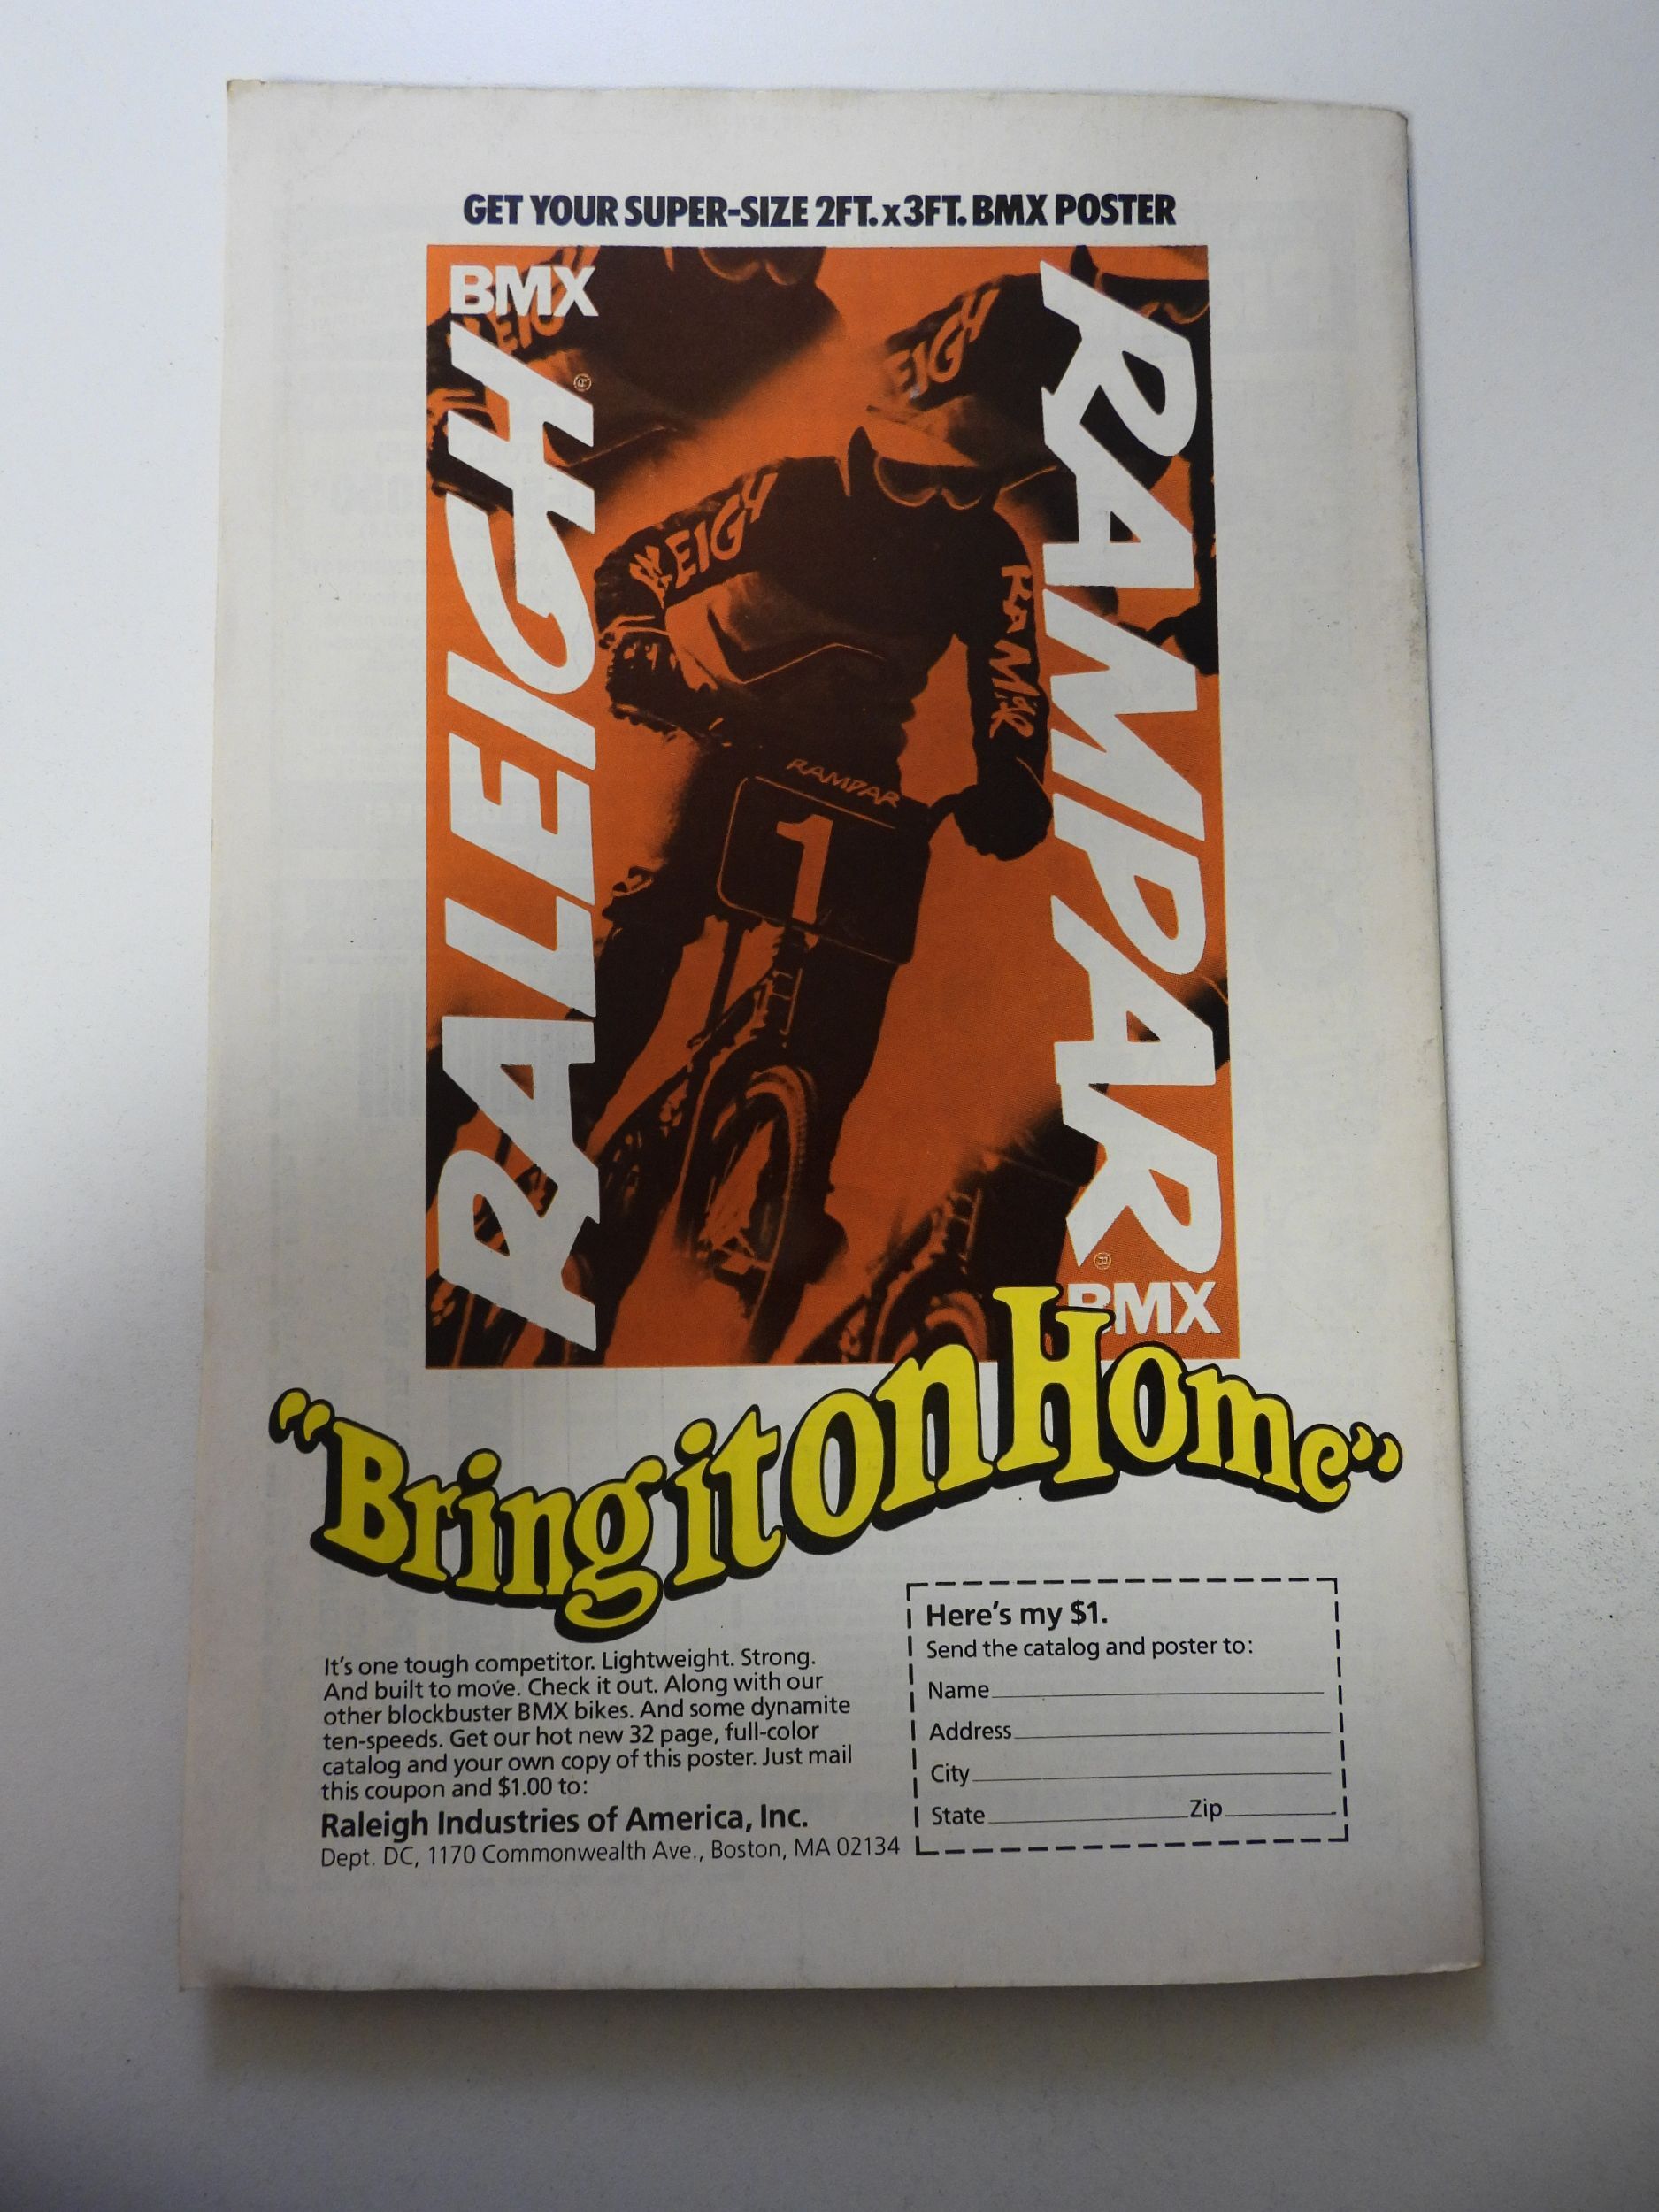 GET YOUR SUPER-SIZE 2FT. x 3FT. BMX POSTER
BMX
RALEIGH®
RAMPAR®
BMX
LEIGH
EIGH
LEIGH
RAMPAR
RAMPAR
1
“Bring it on Home”
It's one tough competitor. Lightweight. Strong.
And built to move. Check it out. Along with our
other blockbuster BMX bikes. And some dynamite
ten-speeds. Get our hot new 32 page, full-color
catalog and your own copy of this poster. Just mail
this coupon and $1.00 to:
Raleigh Industries of America, Inc.
Dept. DC, 1170 Commonwealth Ave., Boston, MA 02134
Here's my $1.
Send the catalog and poster to:
Name
Address
City
State Zip